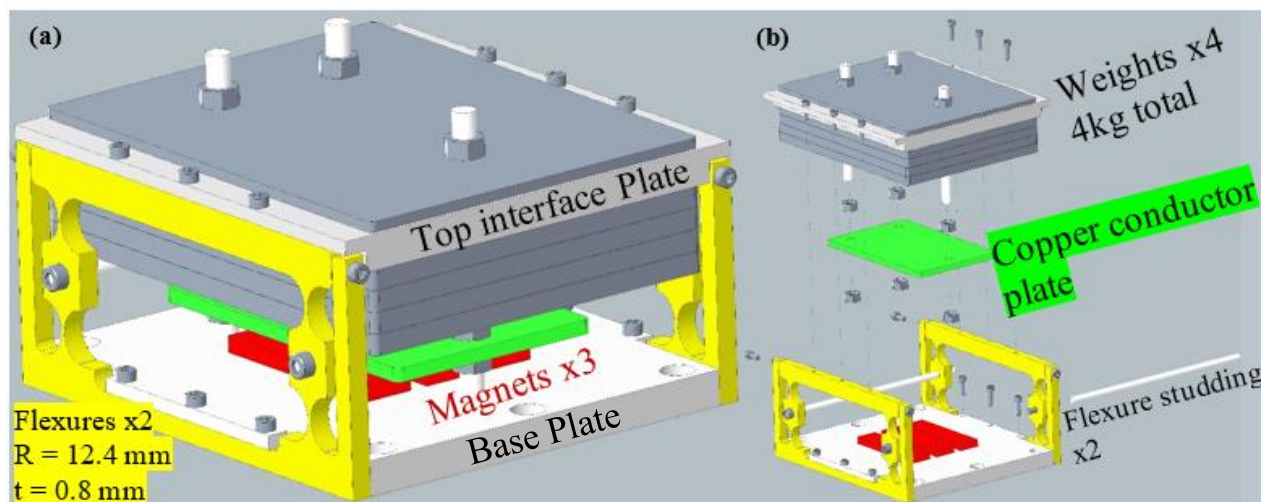 (a)
Top interface Plate
Magnets x3
Base Plate
Flexures x2
R = 12.4 mm
t = 0.8 mm
(b)
Weights x4
4kg total
Copper conductor
plate
Flexure studding
x2